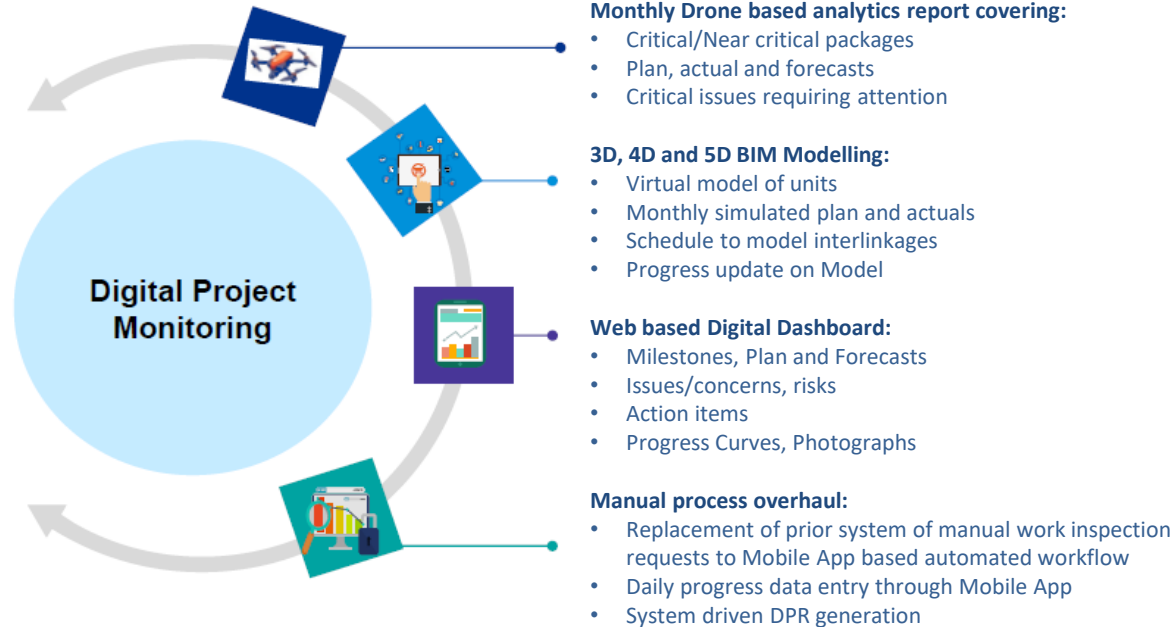 Monthly Drone based analytics report covering:
• Critical/Near critical packages
• Plan, actual and forecasts
• Critical issues requiring attention
3D, 4D and 5D BIM Modelling:
• Virtual model of units
• Monthly simulated plan and actuals
• Schedule to model interlinkages
• Progress update on Model
Digital Project
Monitoring
Web based Digital Dashboard:
• Milestones, Plan and Forecasts
• Issues/concerns, risks
• Action items
• Progress Curves, Photographs
Manual process overhaul:
• Replacement of prior system of manual work inspection
requests to Mobile App based automated workflow
• Daily progress data entry through Mobile App
• System driven DPR generation